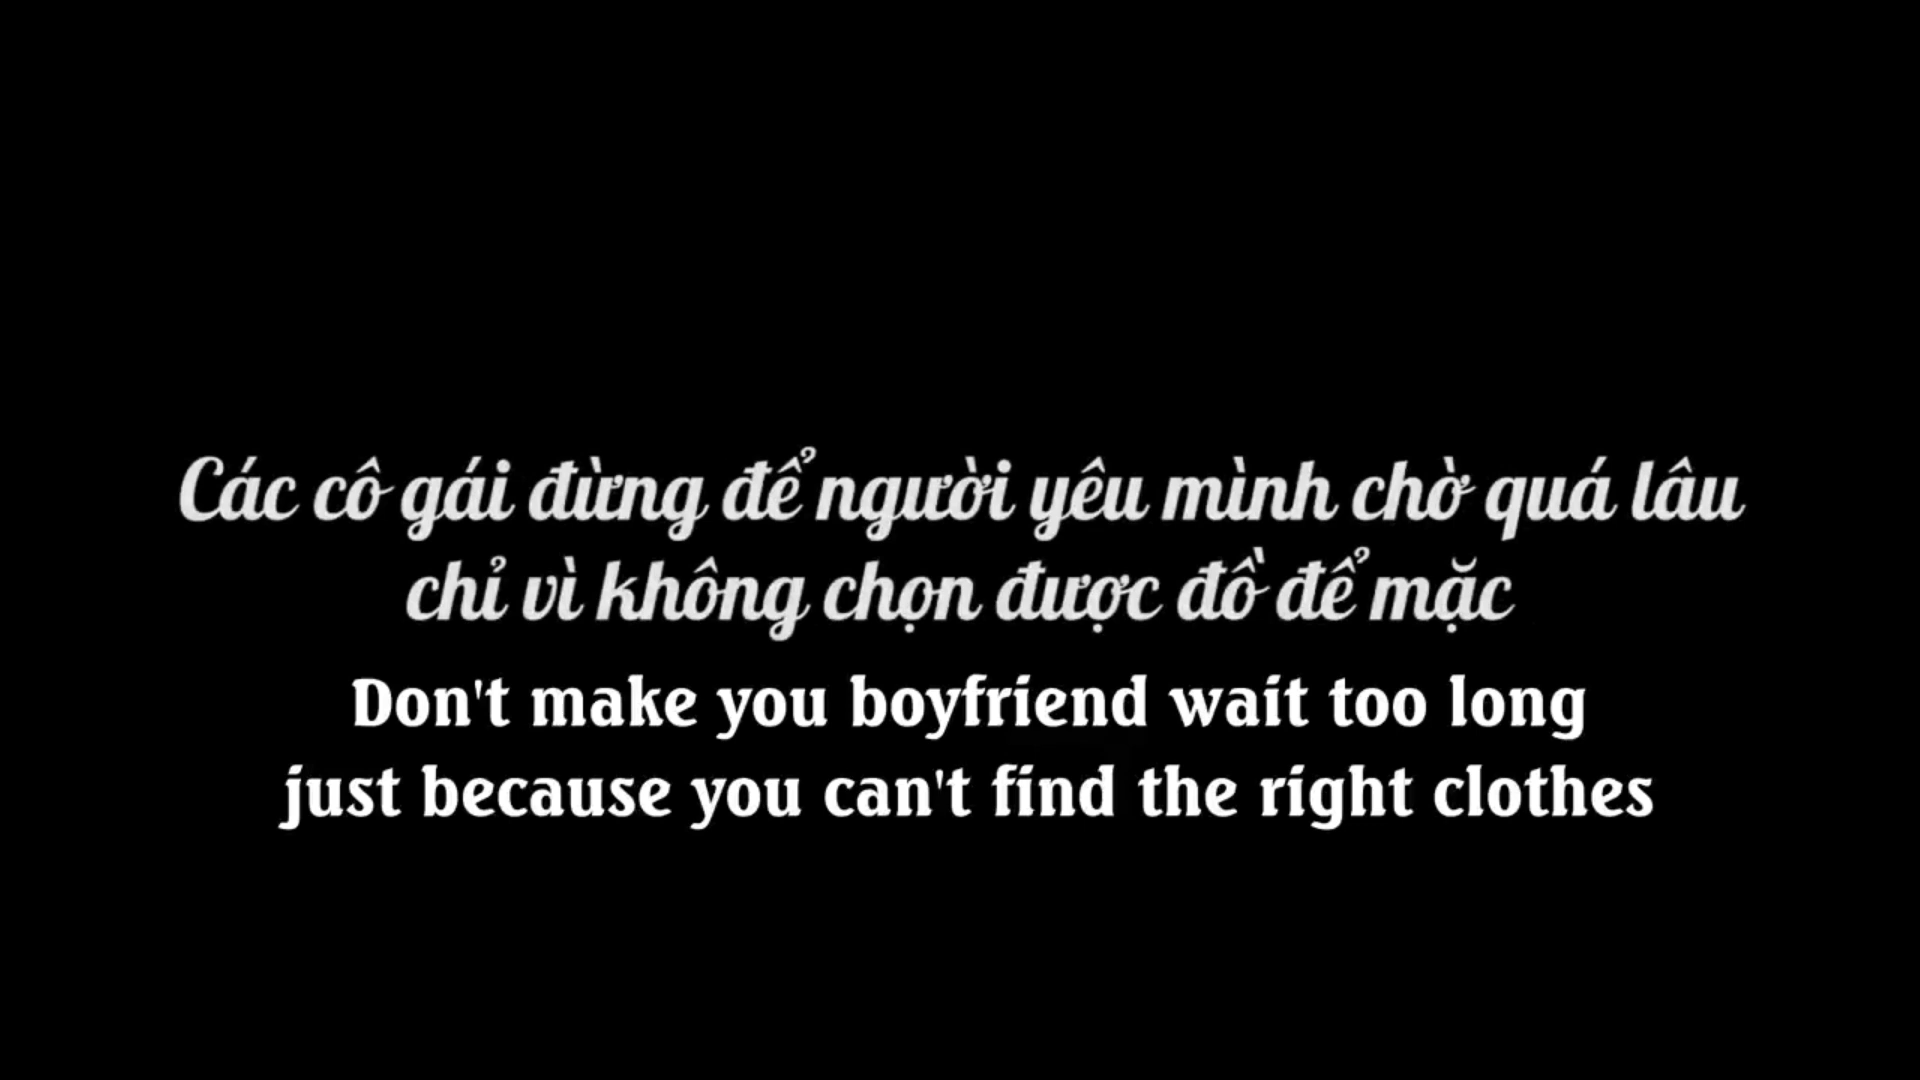 Các cô gái đừng để người yêu mình chờ quá lâu
chỉ vì không chọn được đồ để mặc
Don't make you boyfriend wait too long
just because you can't find the right clothes